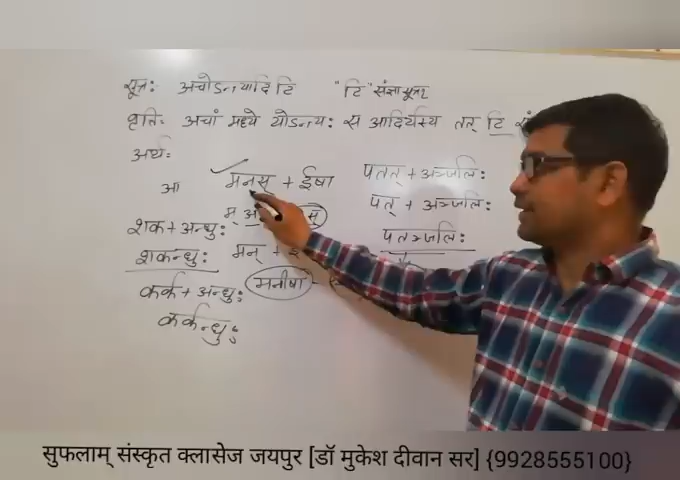 सूत्र: अचोऽन्त्यादि टि "टि" संज्ञासूत्र
वृत्ति: अचां मध्ये योऽन्त्य: स आदिर्यस्य तत् टि सं
अर्थ:
आ मनस् + ईषा पतत् + अञ्जलि:
म् अ स् पत् + अञ्जलि:
शक + अन्धु: पतञ्जलि:
शकन्धु: मन् +
कर्क + अन्धु: मनीषा
कर्कन्धु:
सुफलाम् संस्कृत क्लासेज जयपुर [डॉ मुकेश दीवान सर] {9928555100}